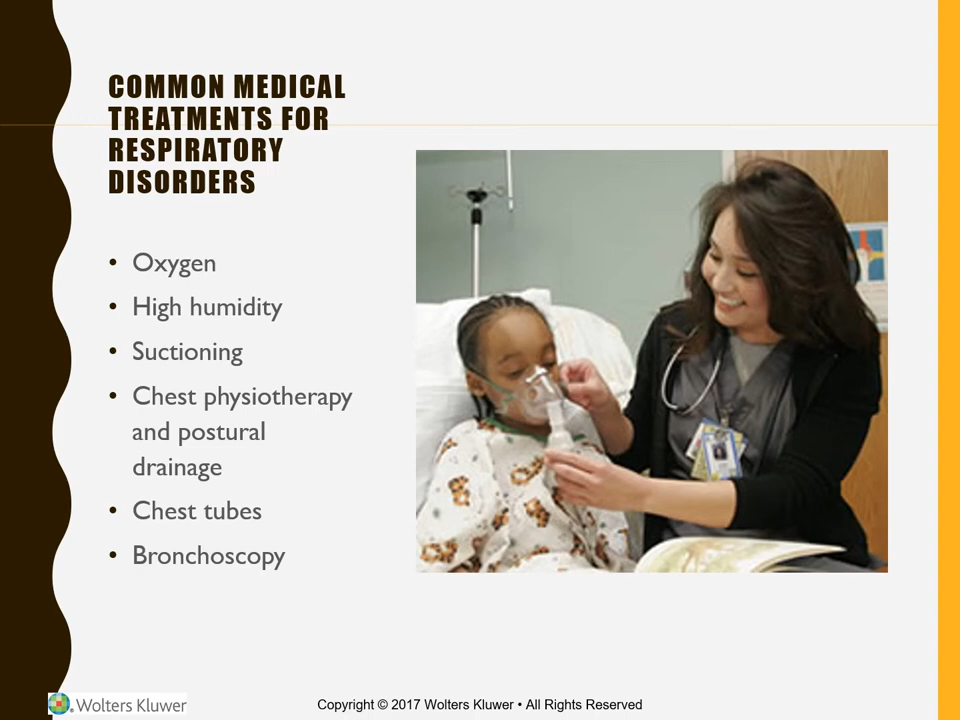 COMMON MEDICAL
TREATMENTS FOR
RESPIRATORY
DISORDERS
• Oxygen
• High humidity
• Suctioning
• Chest physiotherapy
and postural
drainage
• Chest tubes
• Bronchoscopy
Wolters Kluwer
Copyright © 2017 Wolters Kluwer • All Rights Reserved